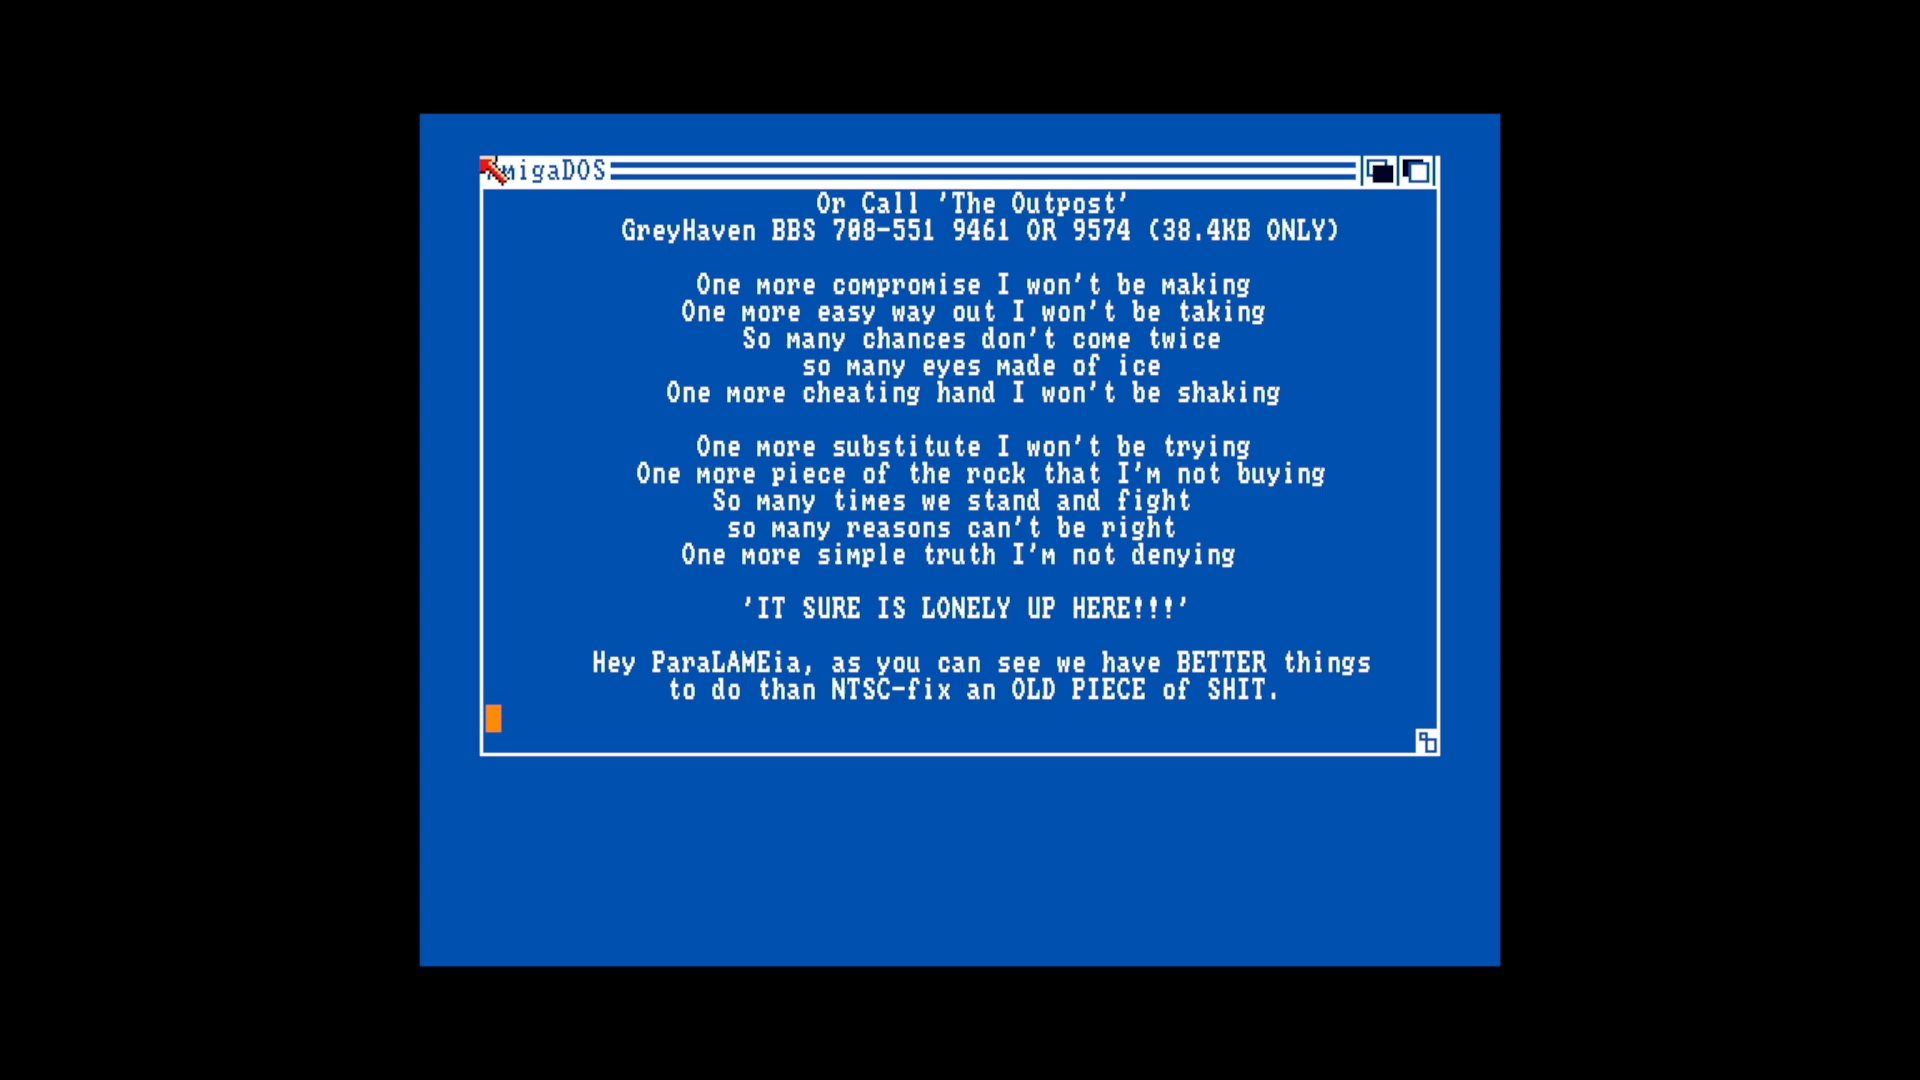 AmigaDOS
Or Call 'The Outpost'
GreyHaven BBS 708-551 9461 OR 9574 (38.4KB ONLY)
One more compromise I won't be making
One more easy way out I won't be taking
So many chances don't come twice
so many eyes made of ice
One more cheating hand I won't be shaking
One more substitute I won't be trying
One more piece of the rock that I'm not buying
So many times we stand and fight
so many reasons can't be right
One more simple truth I'm not denying
'IT SURE IS LONELY UP HERE!!!'
Hey ParaLAMEia, as you can see we have BETTER things
to do than NTSC-fix an OLD PIECE of SHIT.